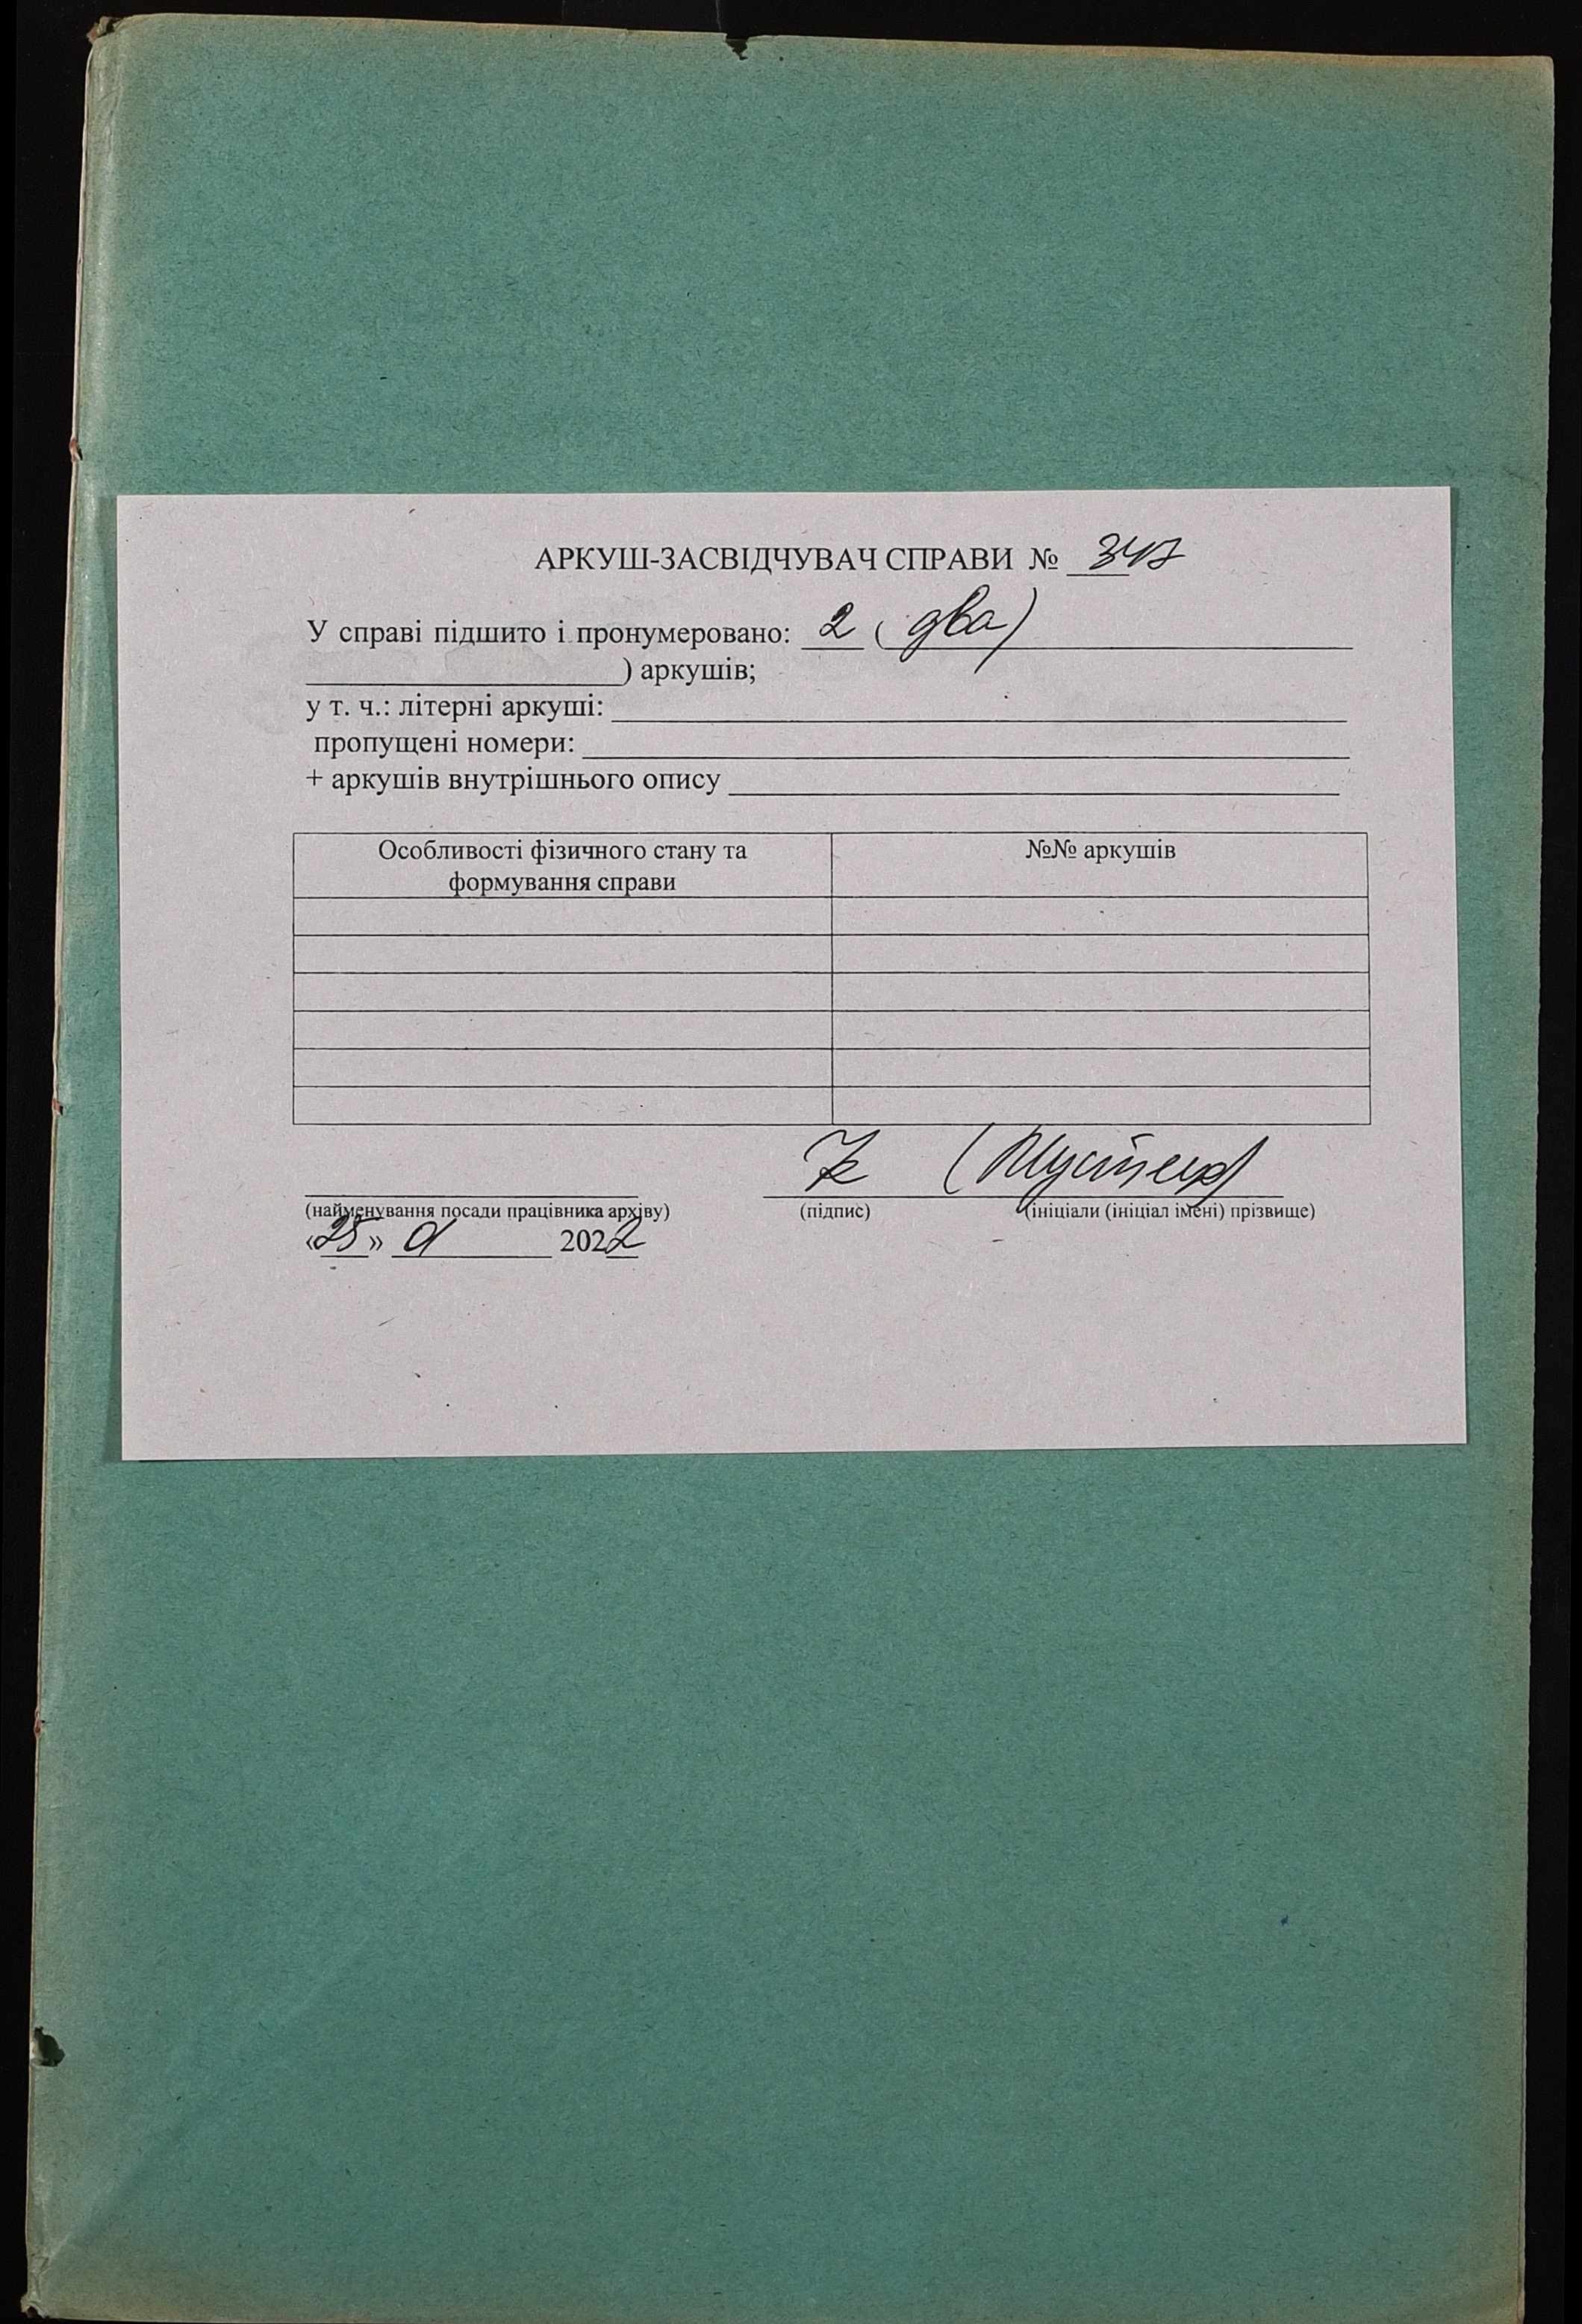 АРКУШ-ЗАСВІДЧУВАЧ СПРАВИ № 347
У справі підшито і пронумеровано: 2 ( два)
) аркушів;
у т. ч.: літерні аркуші:
пропущені номери:
+ аркушів внутрішнього опису
Особливості фізичного стану та
формування справи
№№ аркушів
(найменування посади працівника архіву) (підпис) (ініціали (ініціал імені) прізвище)
«25» 2022